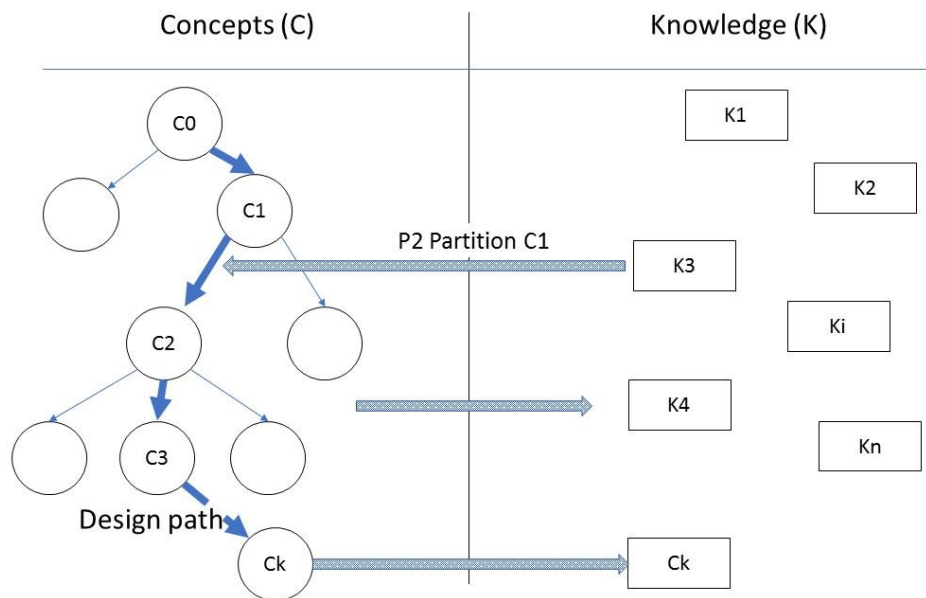 Concepts (C)
Knowledge (K)
C0
K1
K2
C1
P2 Partition C1
K3
Ki
C2
K4
Kn
C3
Design path
Ck
Ck